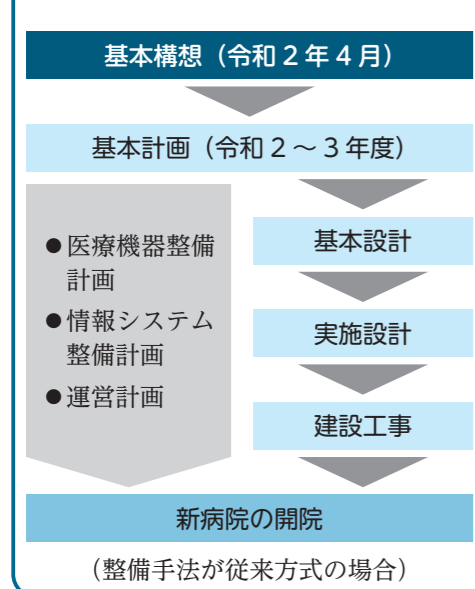 基本構想（令和２年４月）
基本計画（令和２～３年度）
●医療機器整備
計画
●情報システム
整備計画
●運営計画
基本設計
実施設計
建設工事
新病院の開院
（整備手法が従来方式の場合）